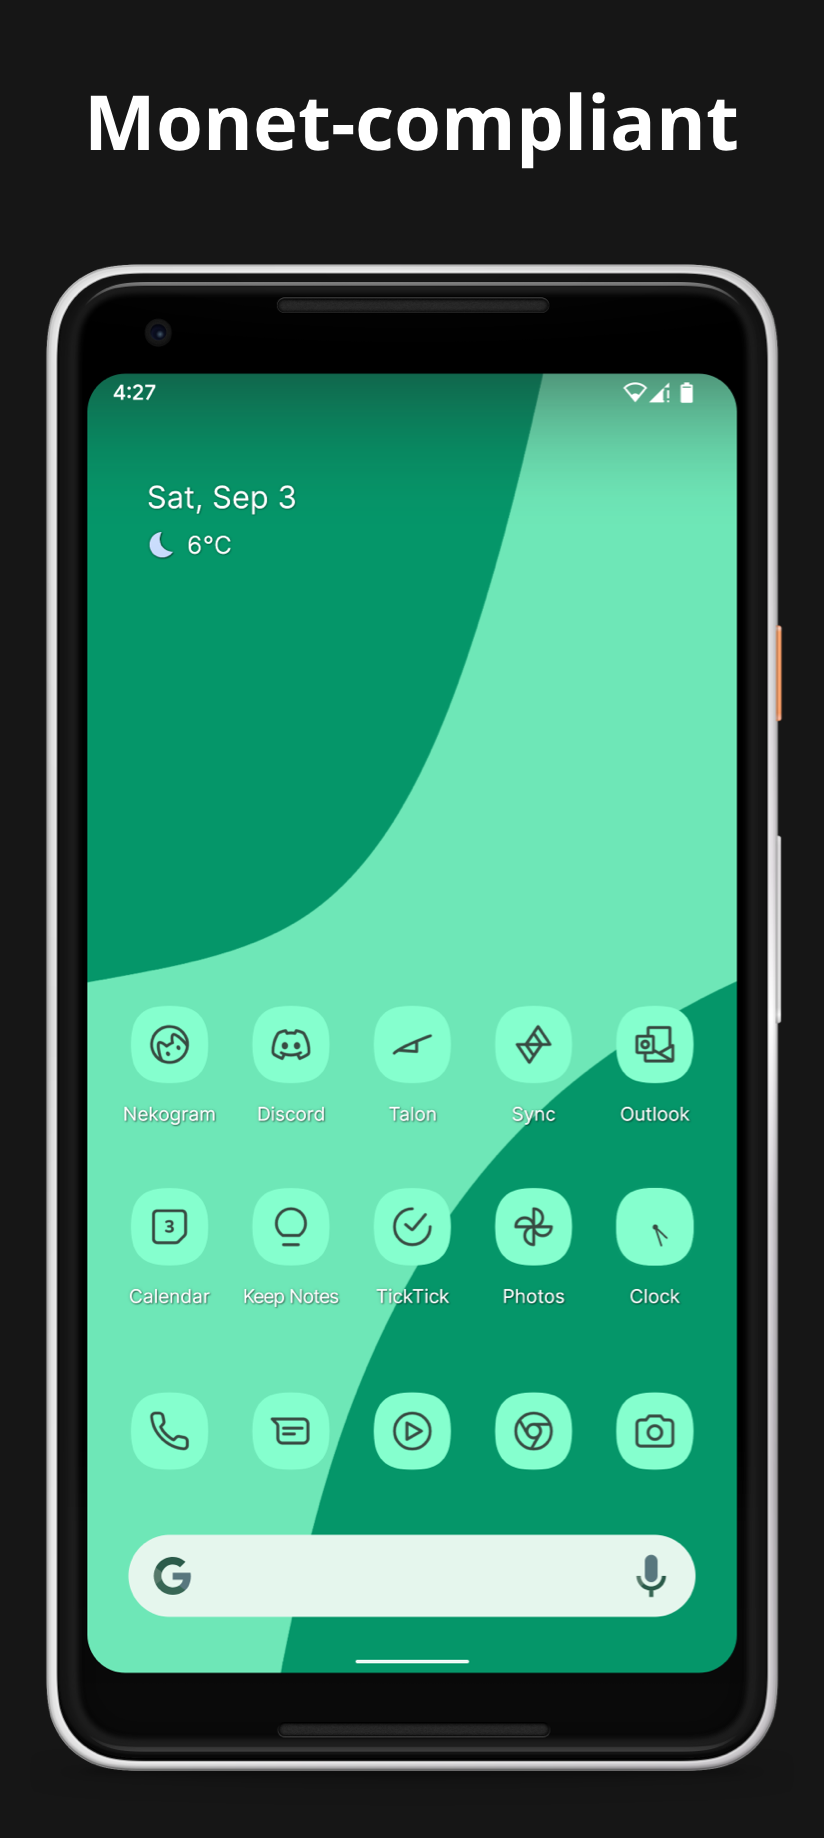 Monet-compliant
4:27
Sat, Sep 3
6°C
Nekogram Discord Talon Sync Outlook
3
Calendar Keep Notes TickTick Photos Clock
G